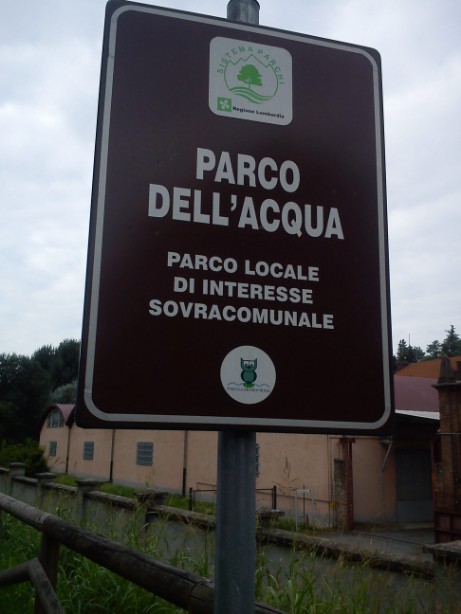 SISTEMA PARCHI
Regione Lombardia
PARCO
DELL'ACQUA
PARCO LOCALE
DI INTERESSE
SOVRACOMUNALE